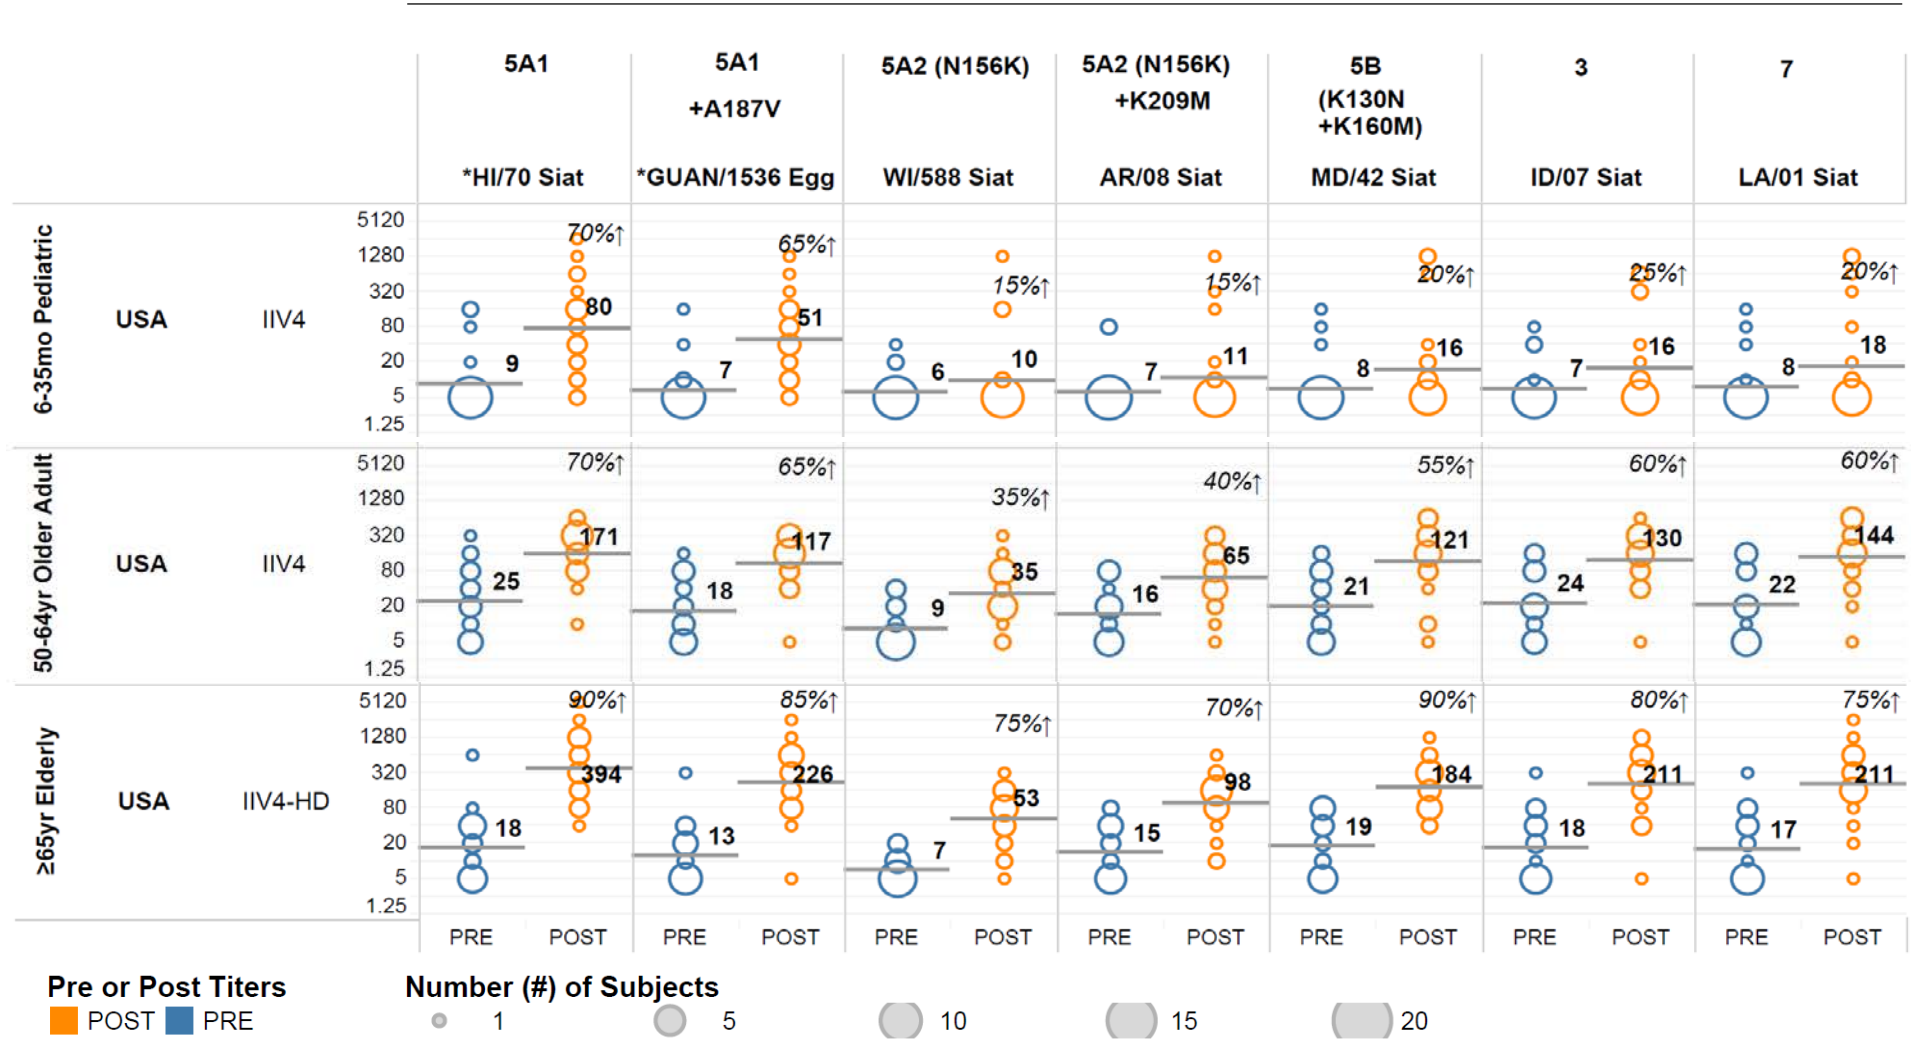 5A1 5A1 5A2 (N156K) 5A2 (N156K) 5B 3 7
+A187V +K209M (K130N
+K160M)
*HI/70 Siat *GUAN/1536 Egg WI/588 Siat AR/08 Siat MD/42 Siat ID/07 Siat LA/01 Siat
6-35mo Pediatric
USA IIV4
5120
1280
320
80
20
5
1.25
70%↑ 65%↑ 15%↑ 15%↑ 20%↑ 25%↑ 20%↑
9 80 7 51 6 10 7 11 8 16 7 16 8 18
50-64yr Older Adult
USA IIV4
5120
1280
320
80
20
5
1.25
70%↑ 65%↑ 35%↑ 40%↑ 55%↑ 60%↑ 60%↑
25 171 18 117 9 35 16 65 21 121 24 130 22 144
≥65yr Elderly
USA IIV4-HD
5120
1280
320
80
20
5
1.25
90%↑ 85%↑ 75%↑ 70%↑ 90%↑ 80%↑ 75%↑
18 394 13 226 7 53 15 98 19 184 18 211 17 211
PRE POST PRE POST PRE POST PRE POST PRE POST PRE POST PRE POST
Pre or Post Titers
POST PRE
Number (#) of Subjects
1 5 10 15 20